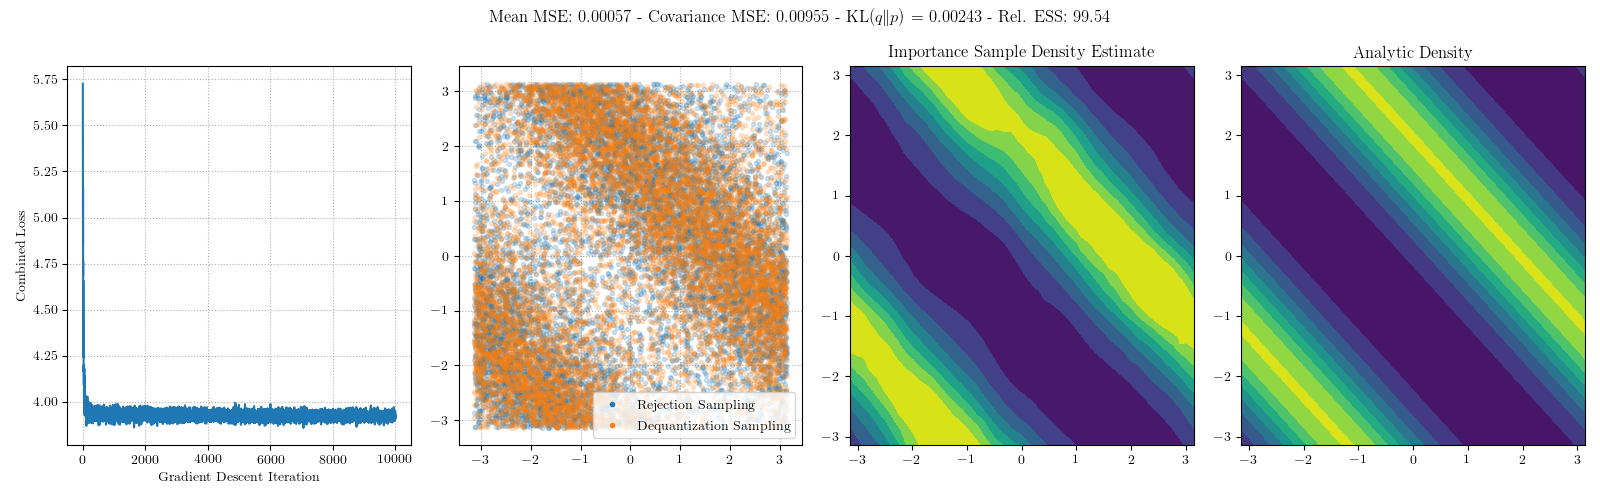 Mean MSE: 0.00057 - Covariance MSE: 0.00955 - KL(q‖p) = 0.00243 - Rel. ESS: 99.54
5.75
5.50
5.25
5.00
4.75
4.50
4.25
4.00
Combined Loss
0 2000 4000 6000 8000 10000
Gradient Descent Iteration
3
2
1
0
−1
−2
−3
Rejection Sampling
Dequantization Sampling
−3 −2 −1 0 1 2 3
Importance Sample Density Estimate
3
2
1
0
−1
−2
−3
−3 −2 −1 0 1 2 3
Analytic Density
3
2
1
0
−1
−2
−3
−3 −2 −1 0 1 2 3